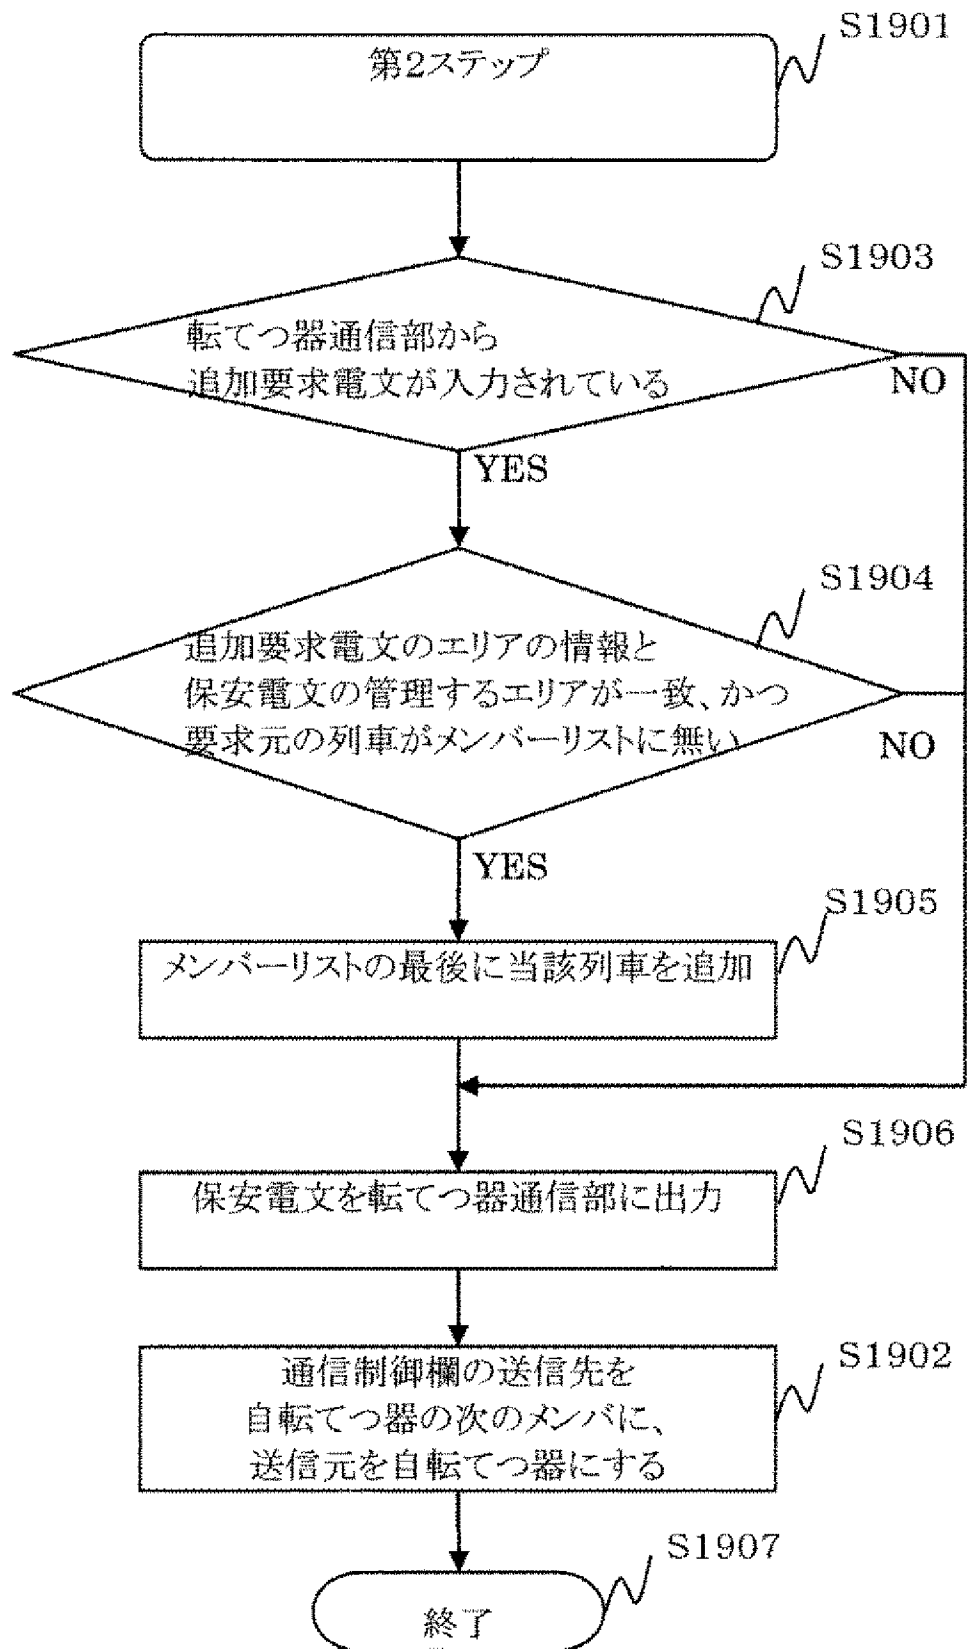 S1901
第2ステップ
S1903
転てつ器通信部から
追加要求電文が入力されている
NO
YES
S1904
追加要求電文のエリアの情報と
保安電文の管理するエリアが一致、かつ
要求元の列車がメンバーリストに無い
NO
YES
S1905
メンバーリストの最後に当該列車を追加
S1906
保安電文を転てつ器通信部に出力
S1902
通信制御欄の送信先を
自転てつ器の次のメンバに、
送信元を自転てつ器にする
S1907
終了